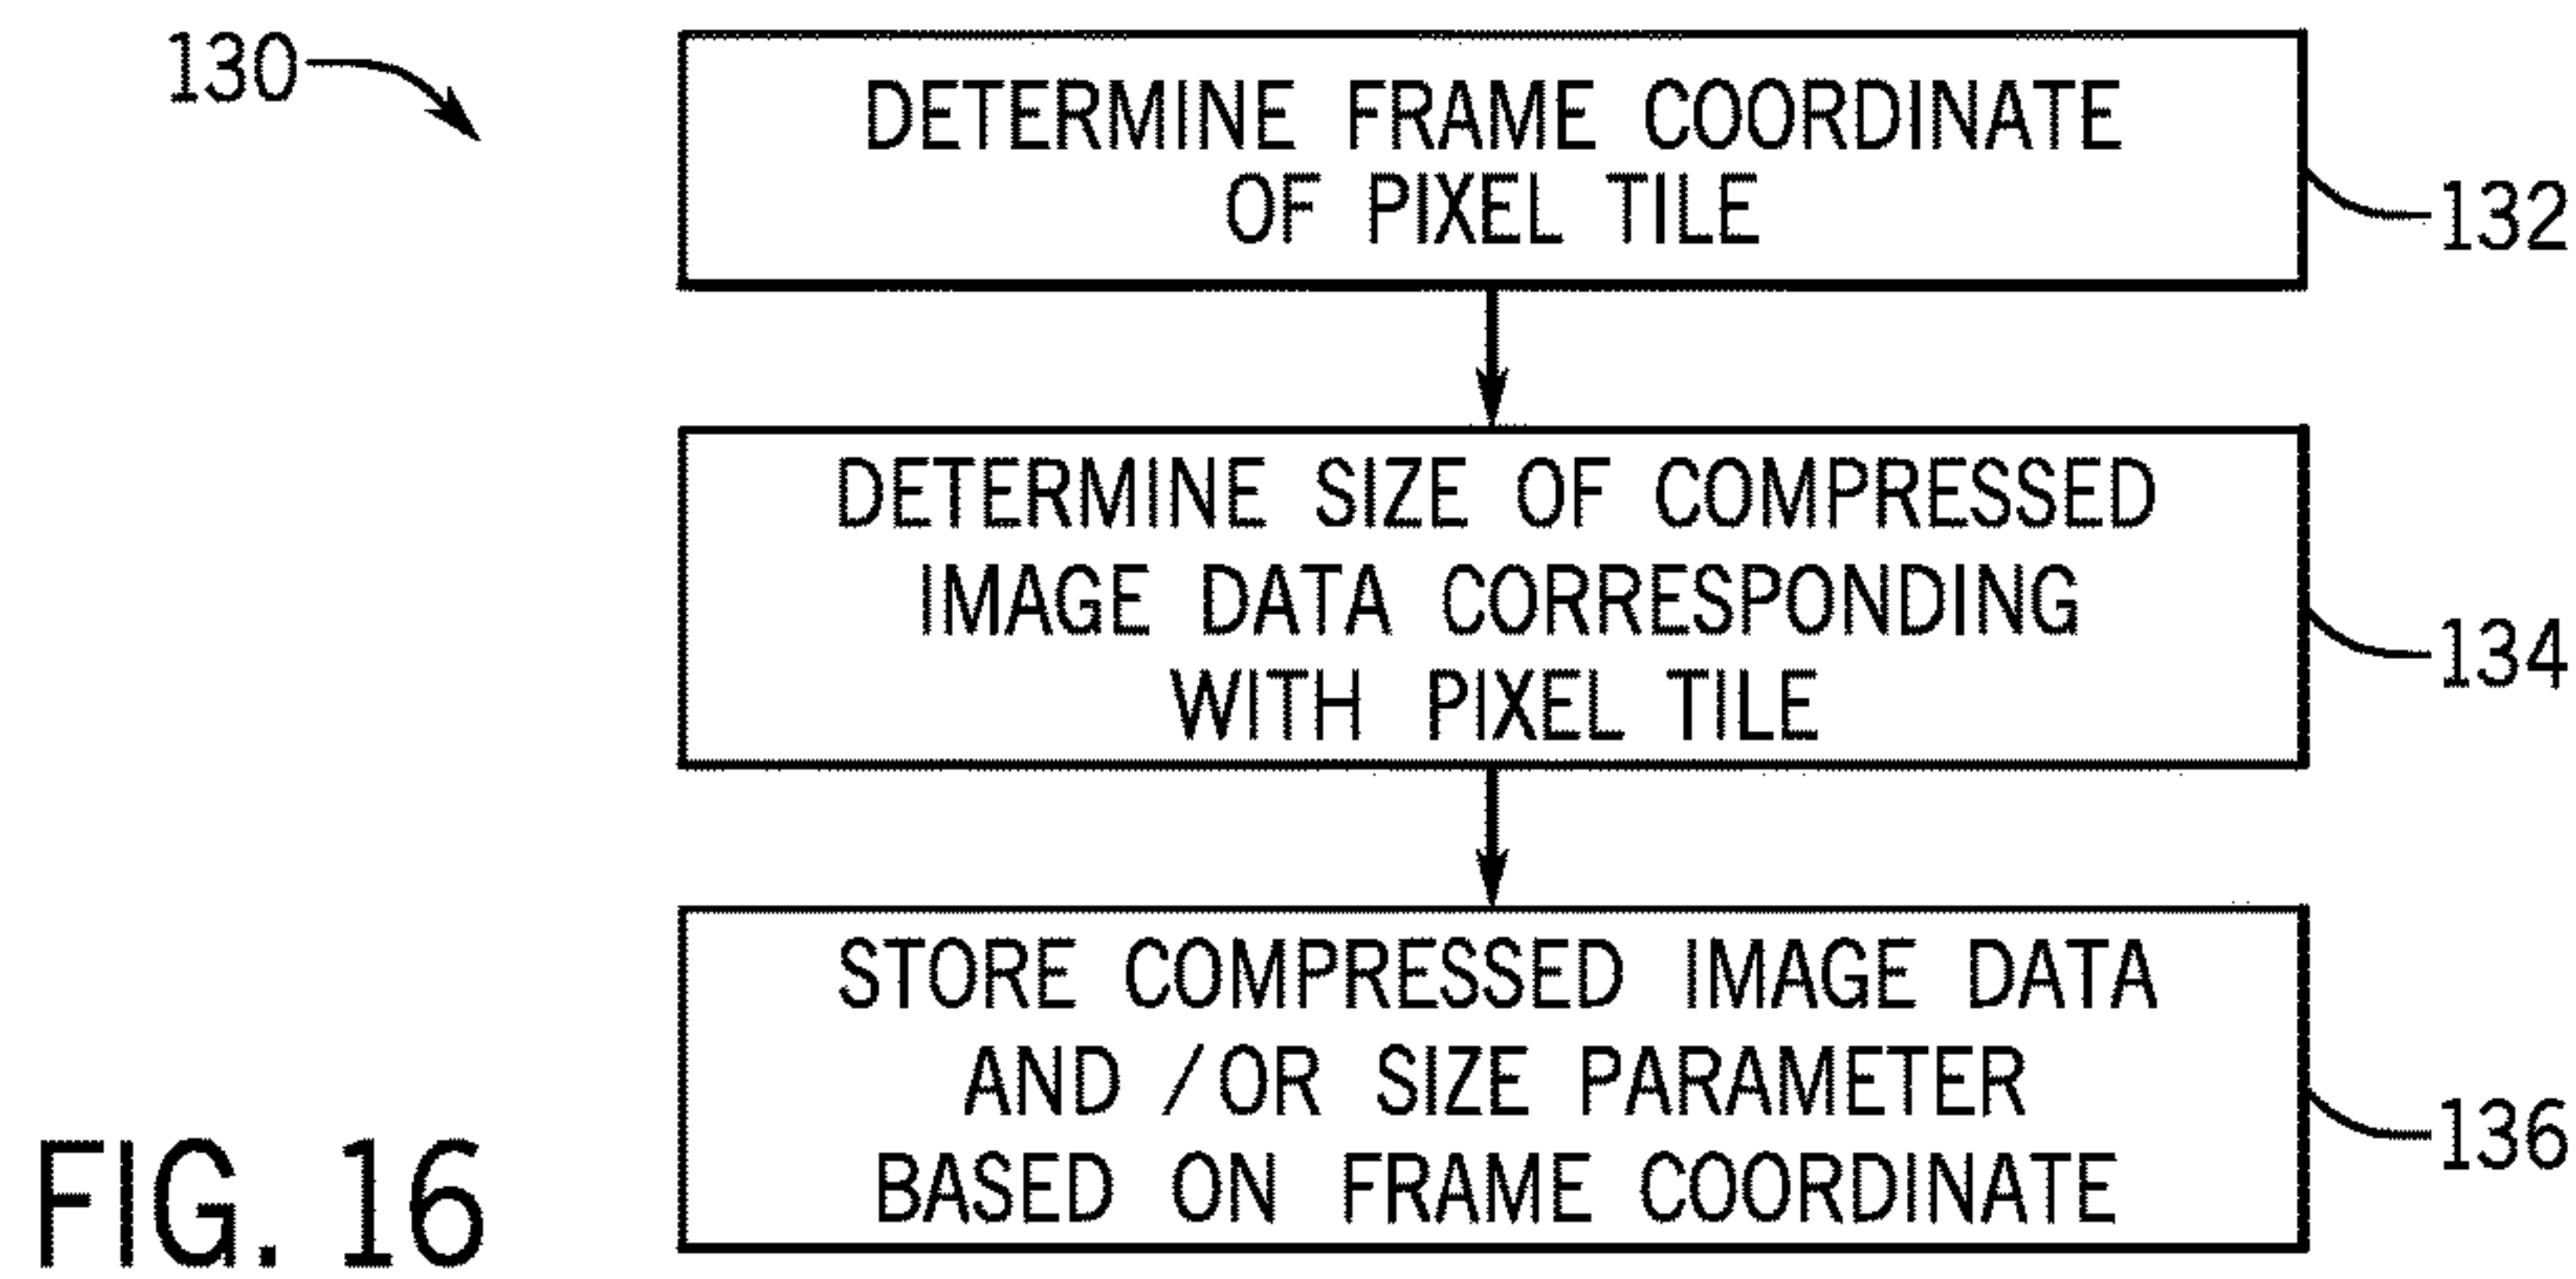 130
DETERMINE FRAME COORDINATE
OF PIXEL TILE
132
DETERMINE SIZE OF COMPRESSED
IMAGE DATA CORRESPONDING
WITH PIXEL TILE
134
STORE COMPRESSED IMAGE DATA
AND /OR SIZE PARAMETER
BASED ON FRAME COORDINATE
136
FIG. 16